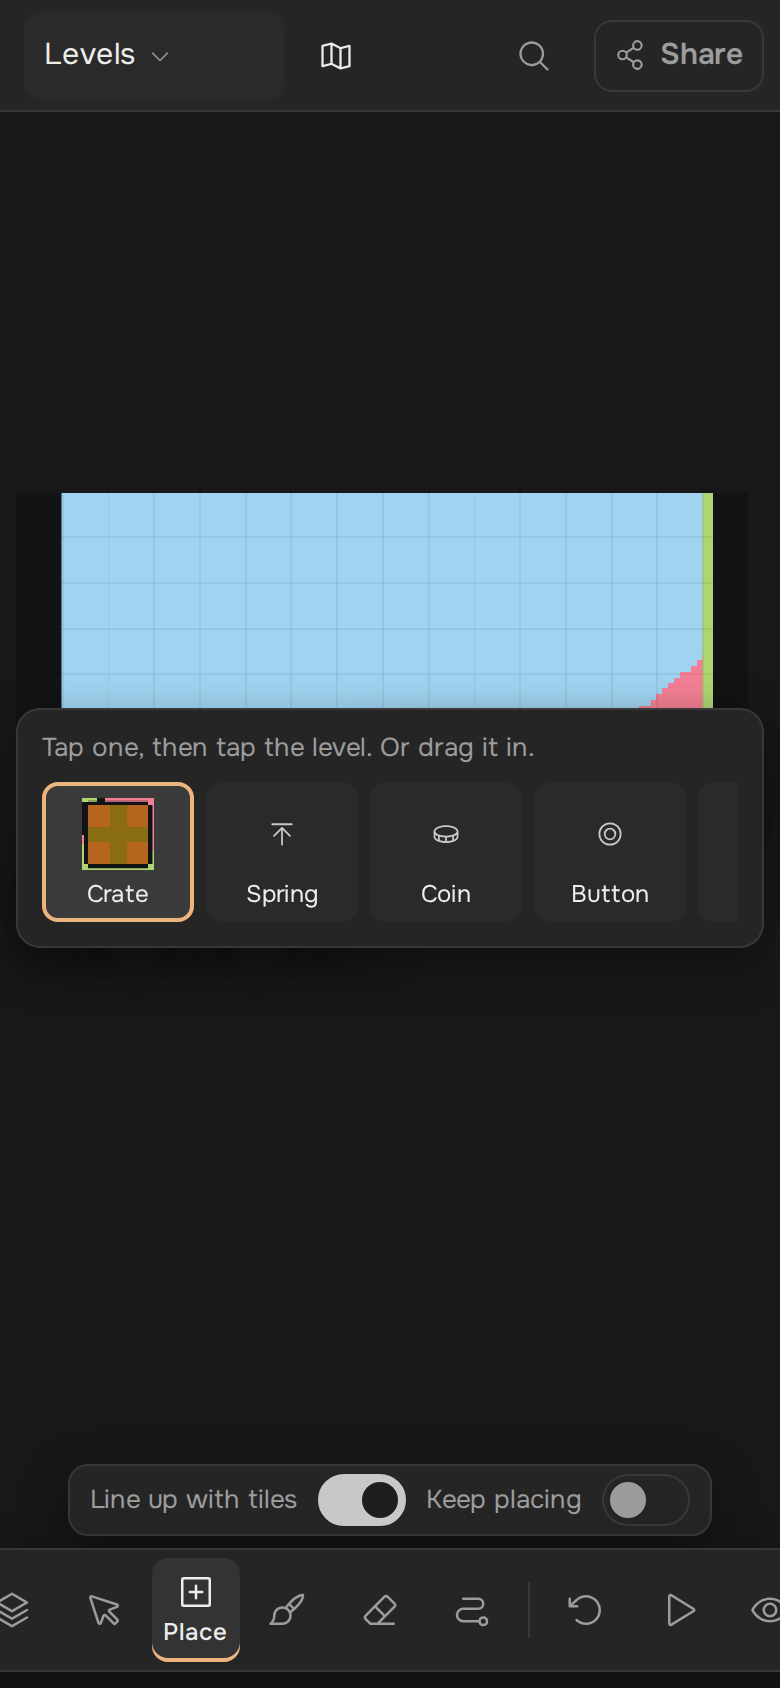 Levels
Share
Tap one, then tap the level. Or drag it in.
Crate
Spring
Coin
Button
Line up with tiles
Keep placing
Place